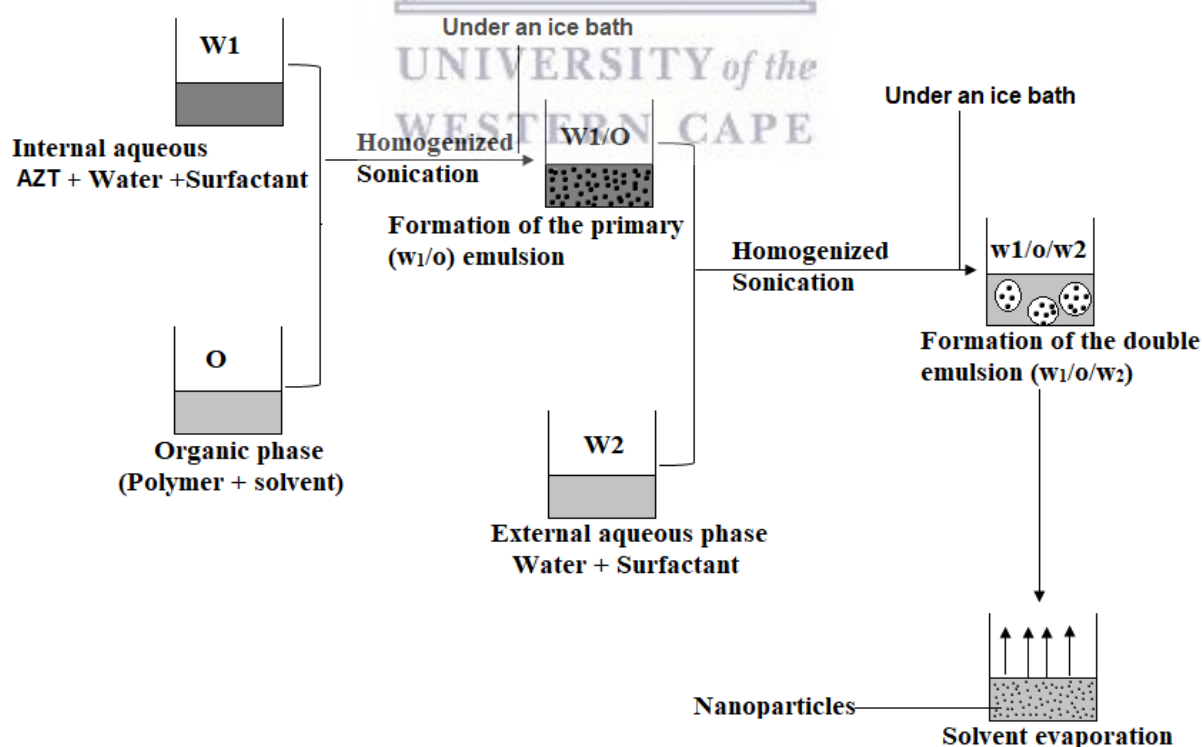 Under an ice bath
W1
UNIVERSITY of the
Under an ice bath
WESTERN CAPE
W1/O
Internal aqueous
AZT + Water +Surfactant
Homogenized
Sonication
Formation of the primary
(w₁/o) emulsion
Homogenized
Sonication
w1/o/w2
O
Formation of the double
emulsion (w₁/o/w₂)
Organic phase
(Polymer + solvent)
W2
External aqueous phase
Water + Surfactant
Nanoparticles
Solvent evaporation